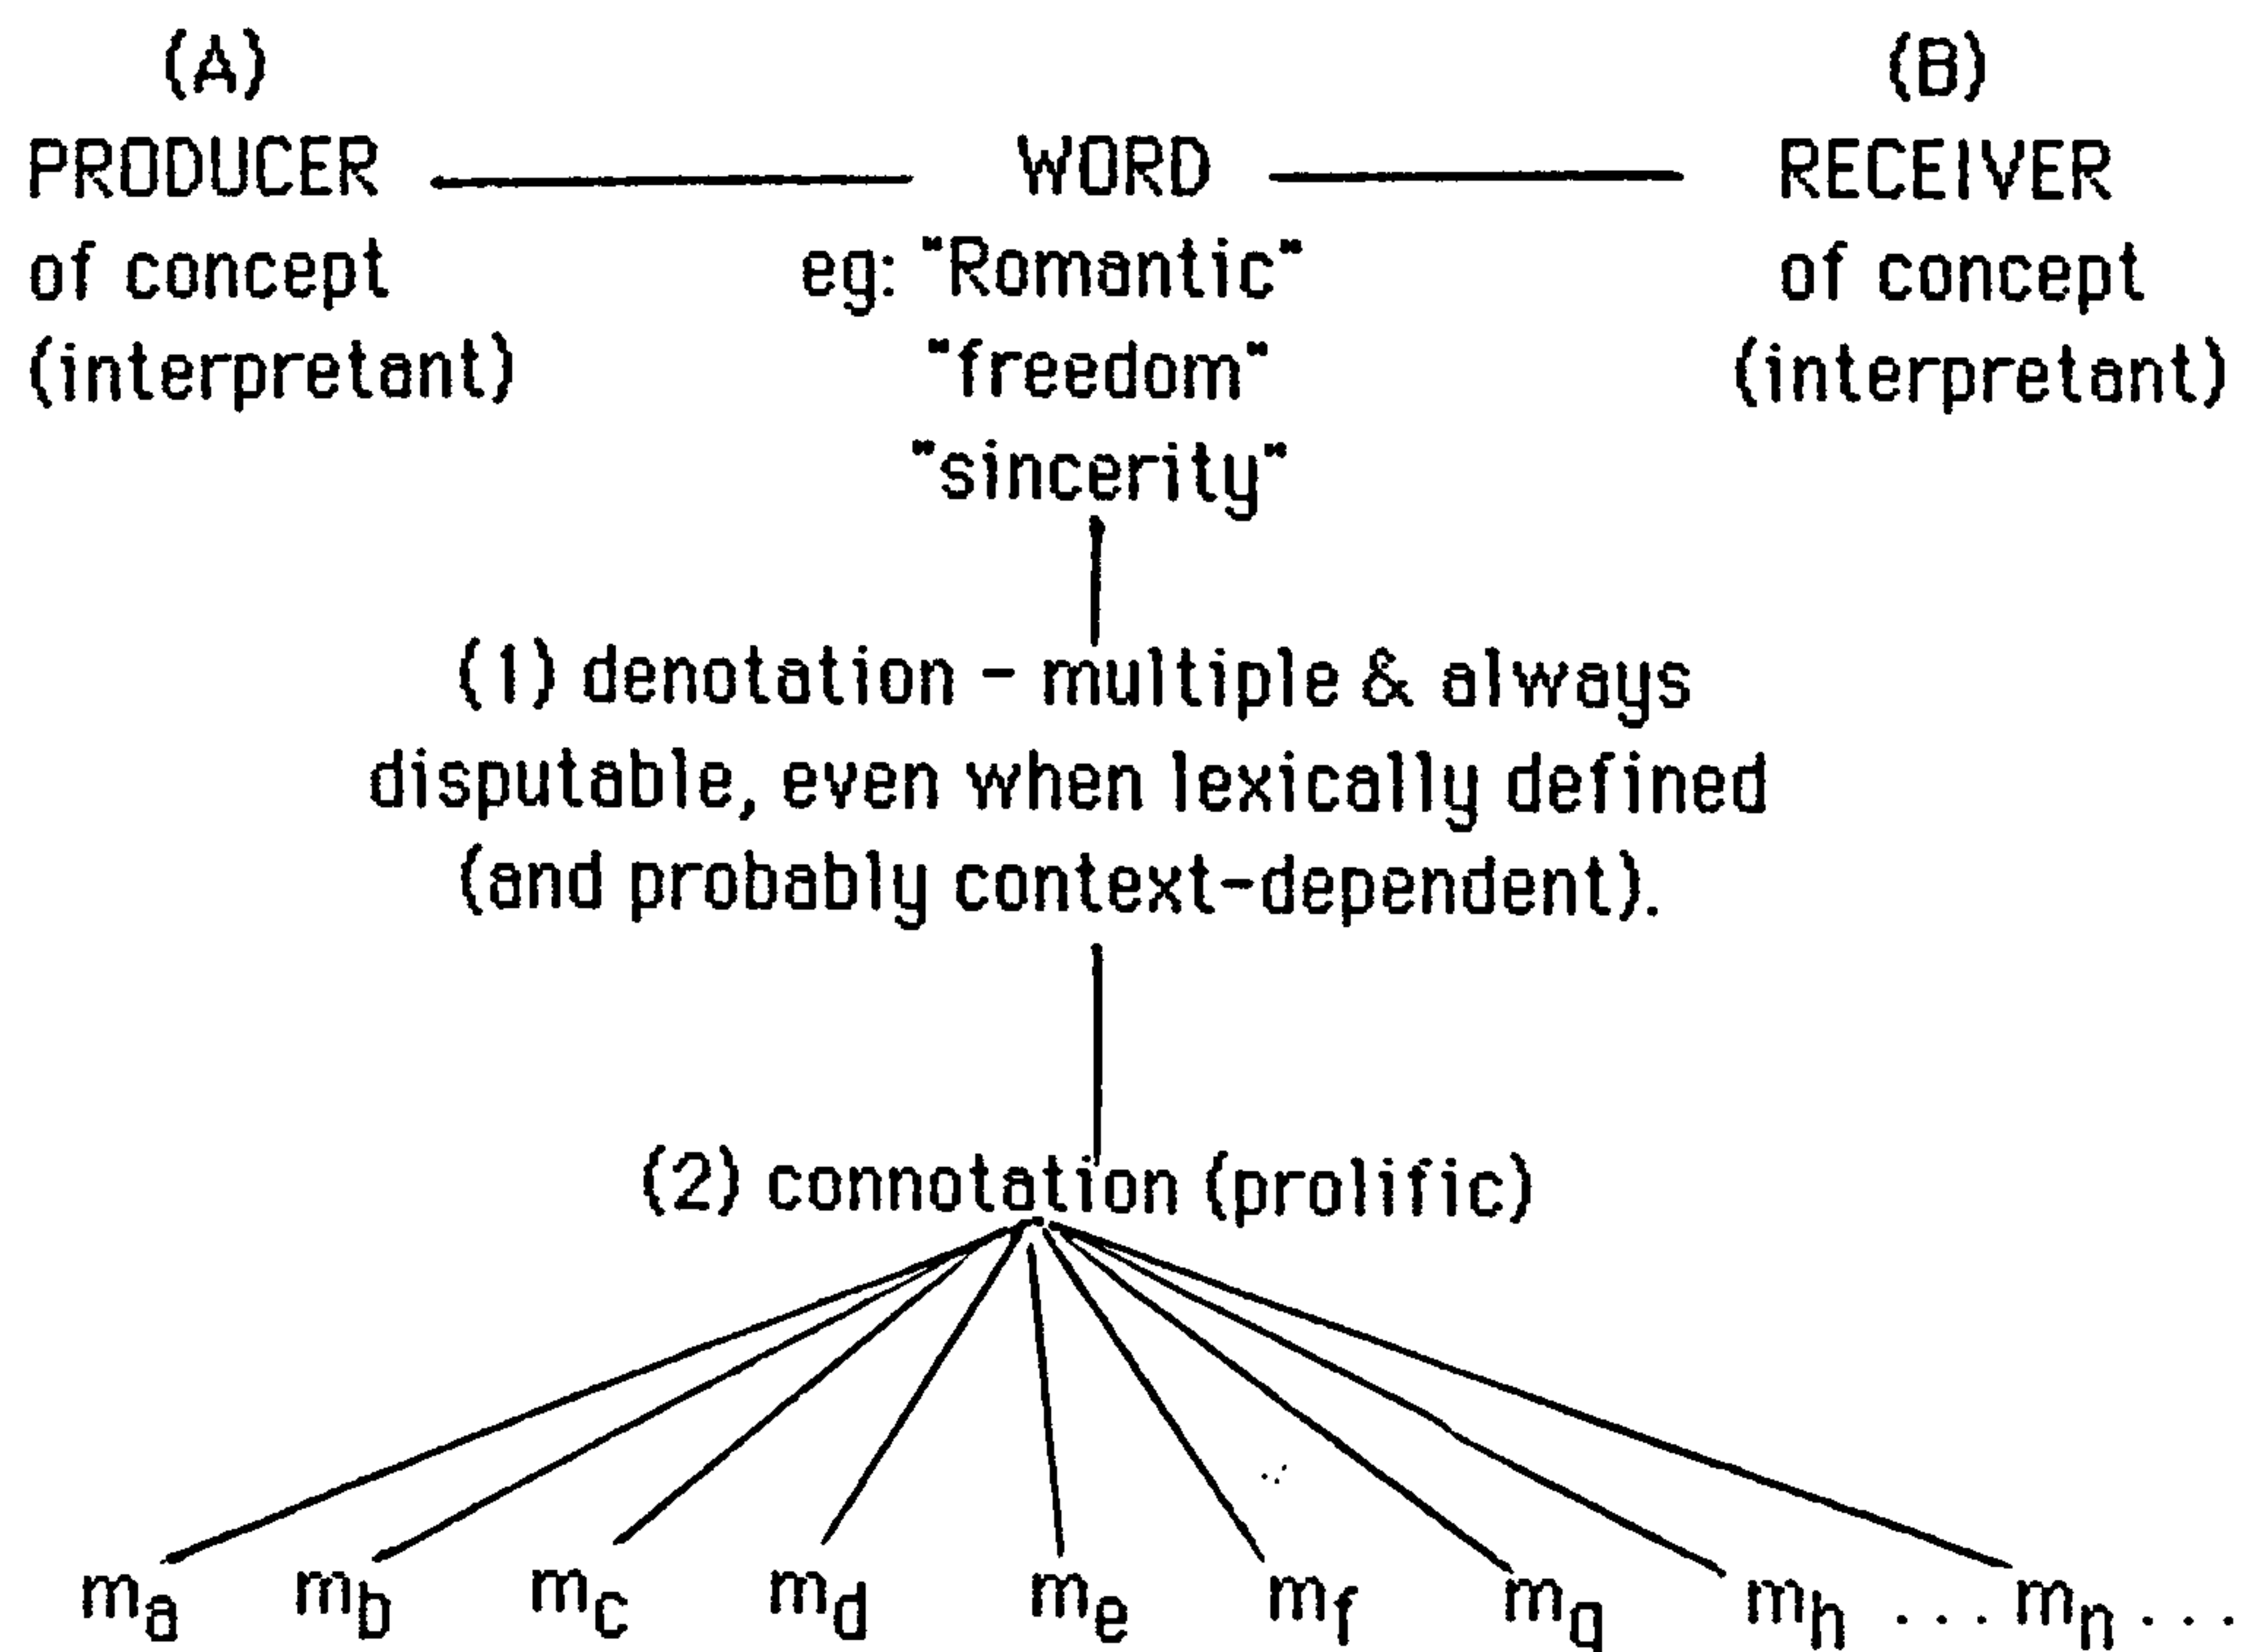 (A) (B)
PRODUCER WORD RECEIVER
of concept eg: "Romantic" of concept
(interpretant) "freedom" (interpretant)
"sincerity"
(1) denotation - multiple & always
disputable, even when lexically defined
(and probably context-dependent).
(2) connotation (prolific)
ma mb mc md me mf mg mh ... mn ...